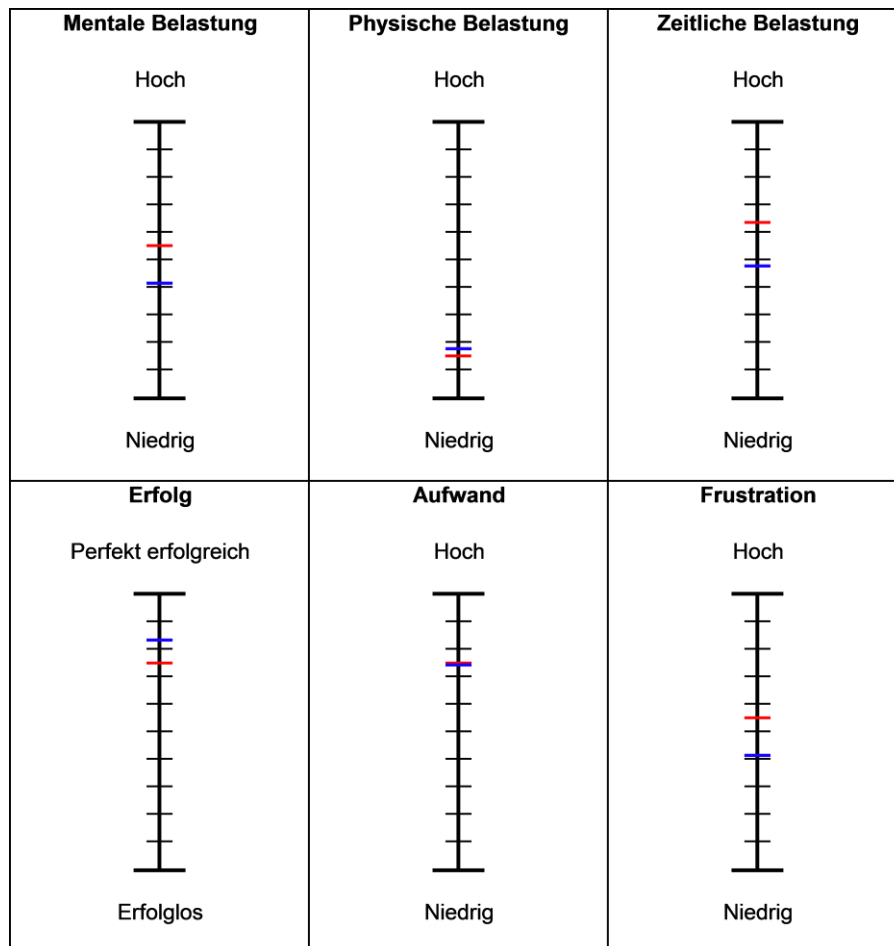 Mentale Belastung
Hoch
Niedrig
Physische Belastung
Hoch
Niedrig
Zeitliche Belastung
Hoch
Niedrig
Erfolg
Perfekt erfolgreich
Erfolglos
Aufwand
Hoch
Niedrig
Frustration
Hoch
Niedrig